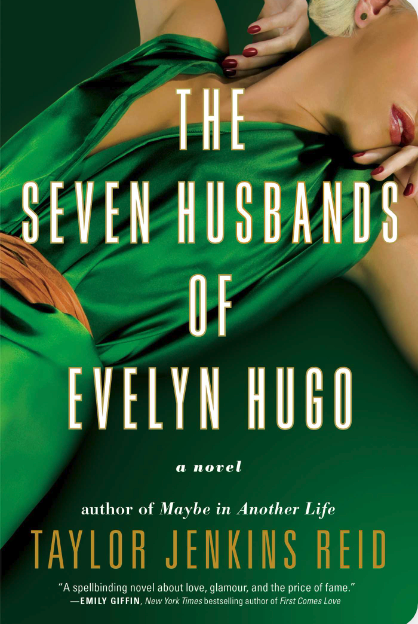 THE
SEVEN HUSBANDS
OF
EVELYN HUGO
a novel
author of Maybe in Another Life
TAYLOR JENKINS REID
“A spellbinding novel about love, glamour, and the price of fame.”
—EMILY GIFFIN, New York Times bestselling author of First Comes Love